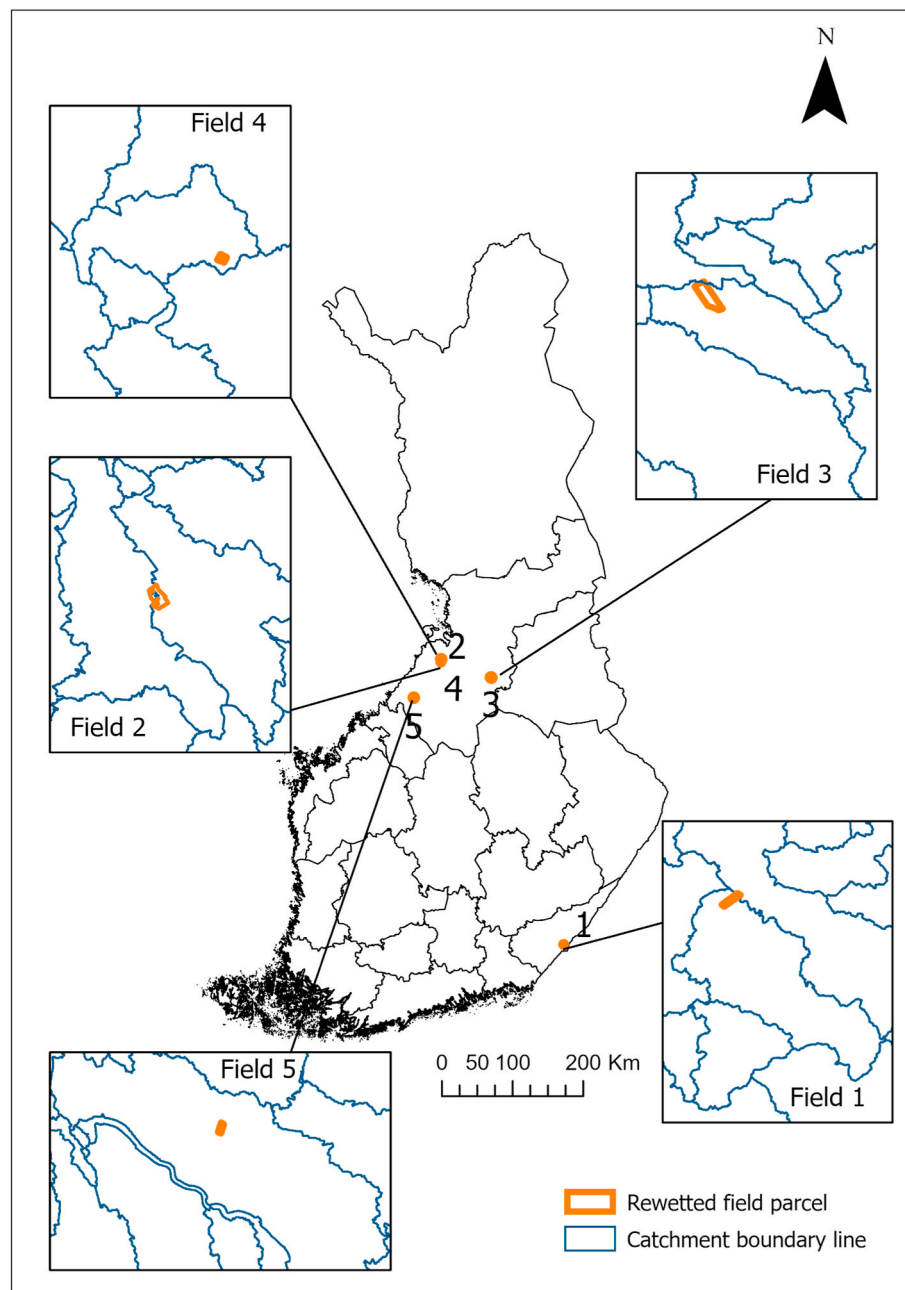 N
Field 4
Field 3
2
4
3
5
Field 2
1
Field 5
0 50 100 200 Km
Field 1
Rewetted field parcel
Catchment boundary line